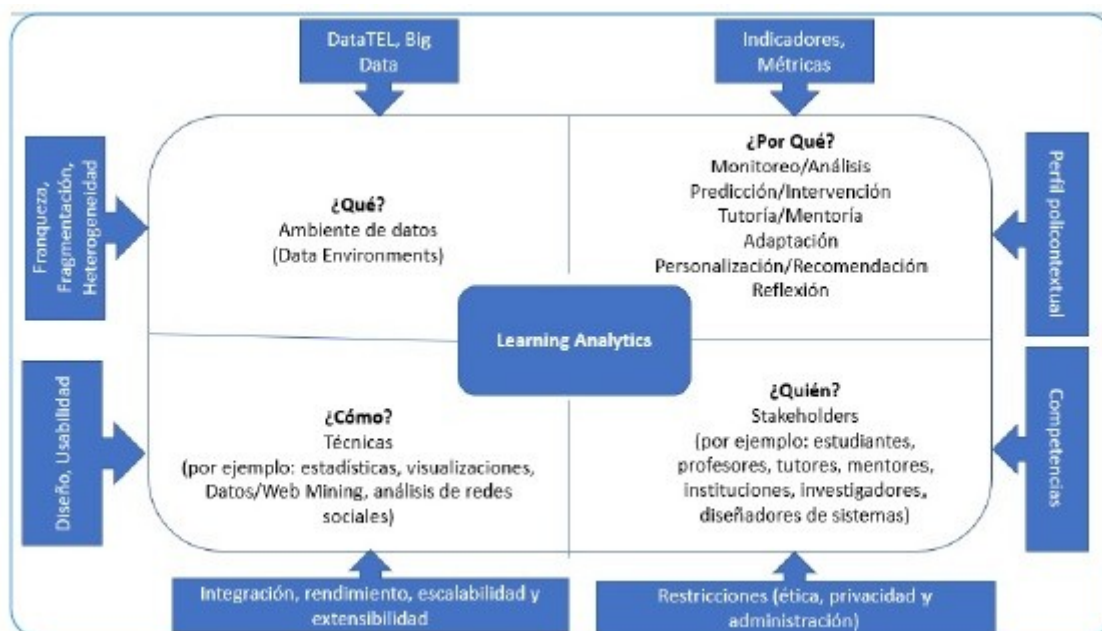 DataTEL, Big
Data
Indicadores,
Métricas
Franqueza,
Fragmentación,
Heterogeneidad
¿Qué?
Ambiente de datos
(Data Environments)
¿Por Qué?
Monitoreo/Análisis
Predicción/Intervención
Tutoría/Mentoría
Adaptación
Personalización/Recomendación
Reflexión
Perfil policontextual
Learning Analytics
Diseño, Usabilidad
¿Cómo?
Técnicas
(por ejemplo: estadísticas, visualizaciones,
Datos/Web Mining, análisis de redes
sociales)
¿Quién?
Stakeholders
(por ejemplo: estudiantes,
profesores, tutores, mentores,
instituciones, investigadores,
diseñadores de sistemas)
Competencias
Integración, rendimiento, escalabilidad y
extensibilidad
Restricciones (ética, privacidad y
administración)